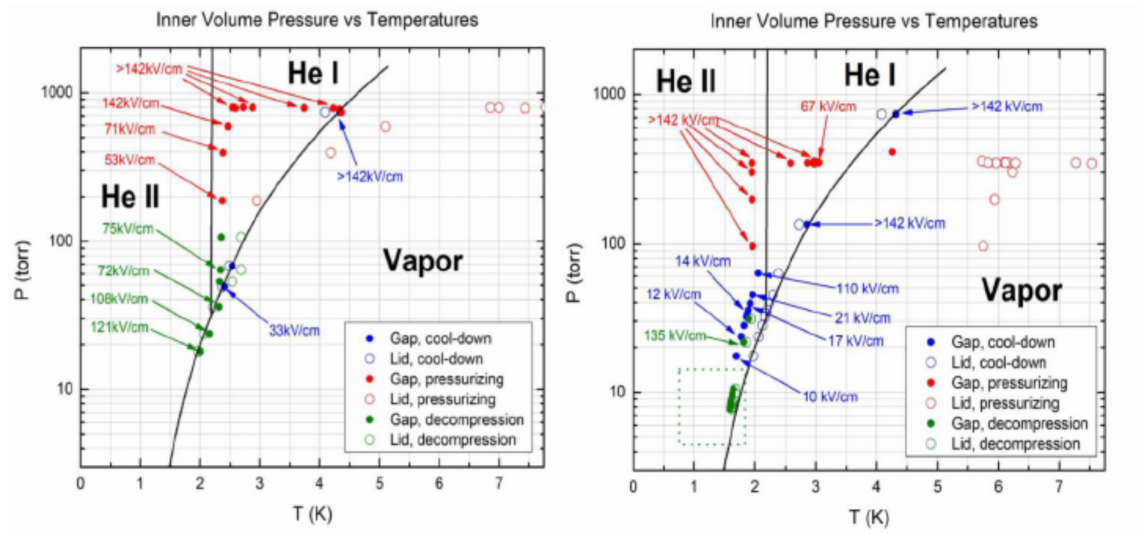 Inner Volume Pressure vs Temperatures
>142kV/cm
He I
1000
142kV/cm
71kV/cm
53kV/cm
>142kV/cm
He II
75kV/cm
100
Vapor
72kV/cm
108kV/cm
33kV/cm
121kV/cm
10
Gap, cool-down
Lid, cool-down
Gap, pressurizing
Lid, pressurizing
Gap, decompression
Lid, decompression
P (torr)
0 1 2 3 4 5 6 7
T (K)
Inner Volume Pressure vs Temperatures
He II
He I
67 kV/cm
1000
>142 kV/cm
>142 kV/cm
>142 kV/cm
100
14 kV/cm
Vapor
110 kV/cm
12 kV/cm
21 kV/cm
17 kV/cm
135 kV/cm
10
10 kV/cm
Gap, cool-down
Lid, cool-down
Gap, pressurizing
Lid, pressurizing
Gap, decompression
Lid, decompression
P (torr)
0 1 2 3 4 5 6 7
T (K)